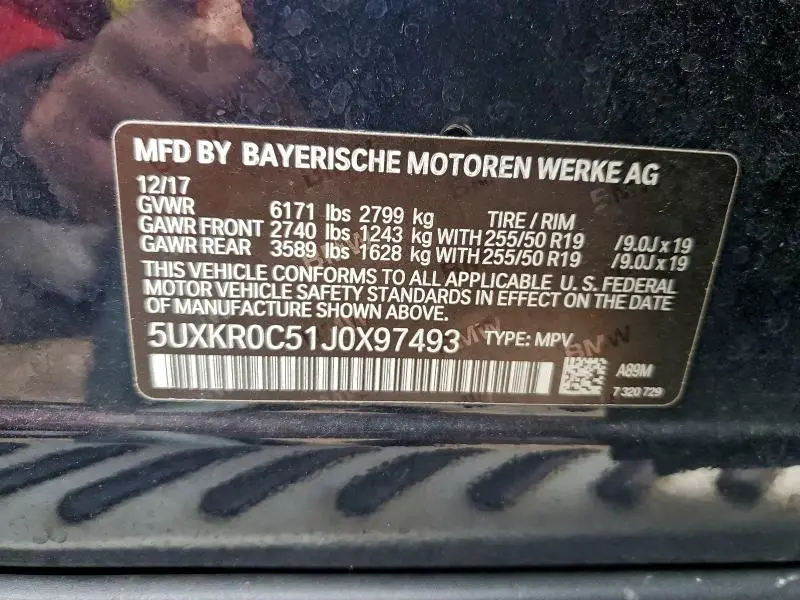 MFD BY BAYERISCHE MOTOREN WERKE AG
12/17
GVWR 6171 lbs 2799 kg TIRE / RIM
GAWR FRONT 2740 lbs 1243 kg WITH 255/50 R19 /9.0J x 19
GAWR REAR 3589 lbs 1628 kg WITH 255/50 R19 /9.0J x 19
THIS VEHICLE CONFORMS TO ALL APPLICABLE U. S. FEDERAL
MOTOR VEHICLE SAFETY STANDARDS IN EFFECT ON THE DATE
OF MANUFACTURE SHOWN ABOVE.
5UXKR0C51J0X97493 TYPE: MPV
A89M
7 320 729